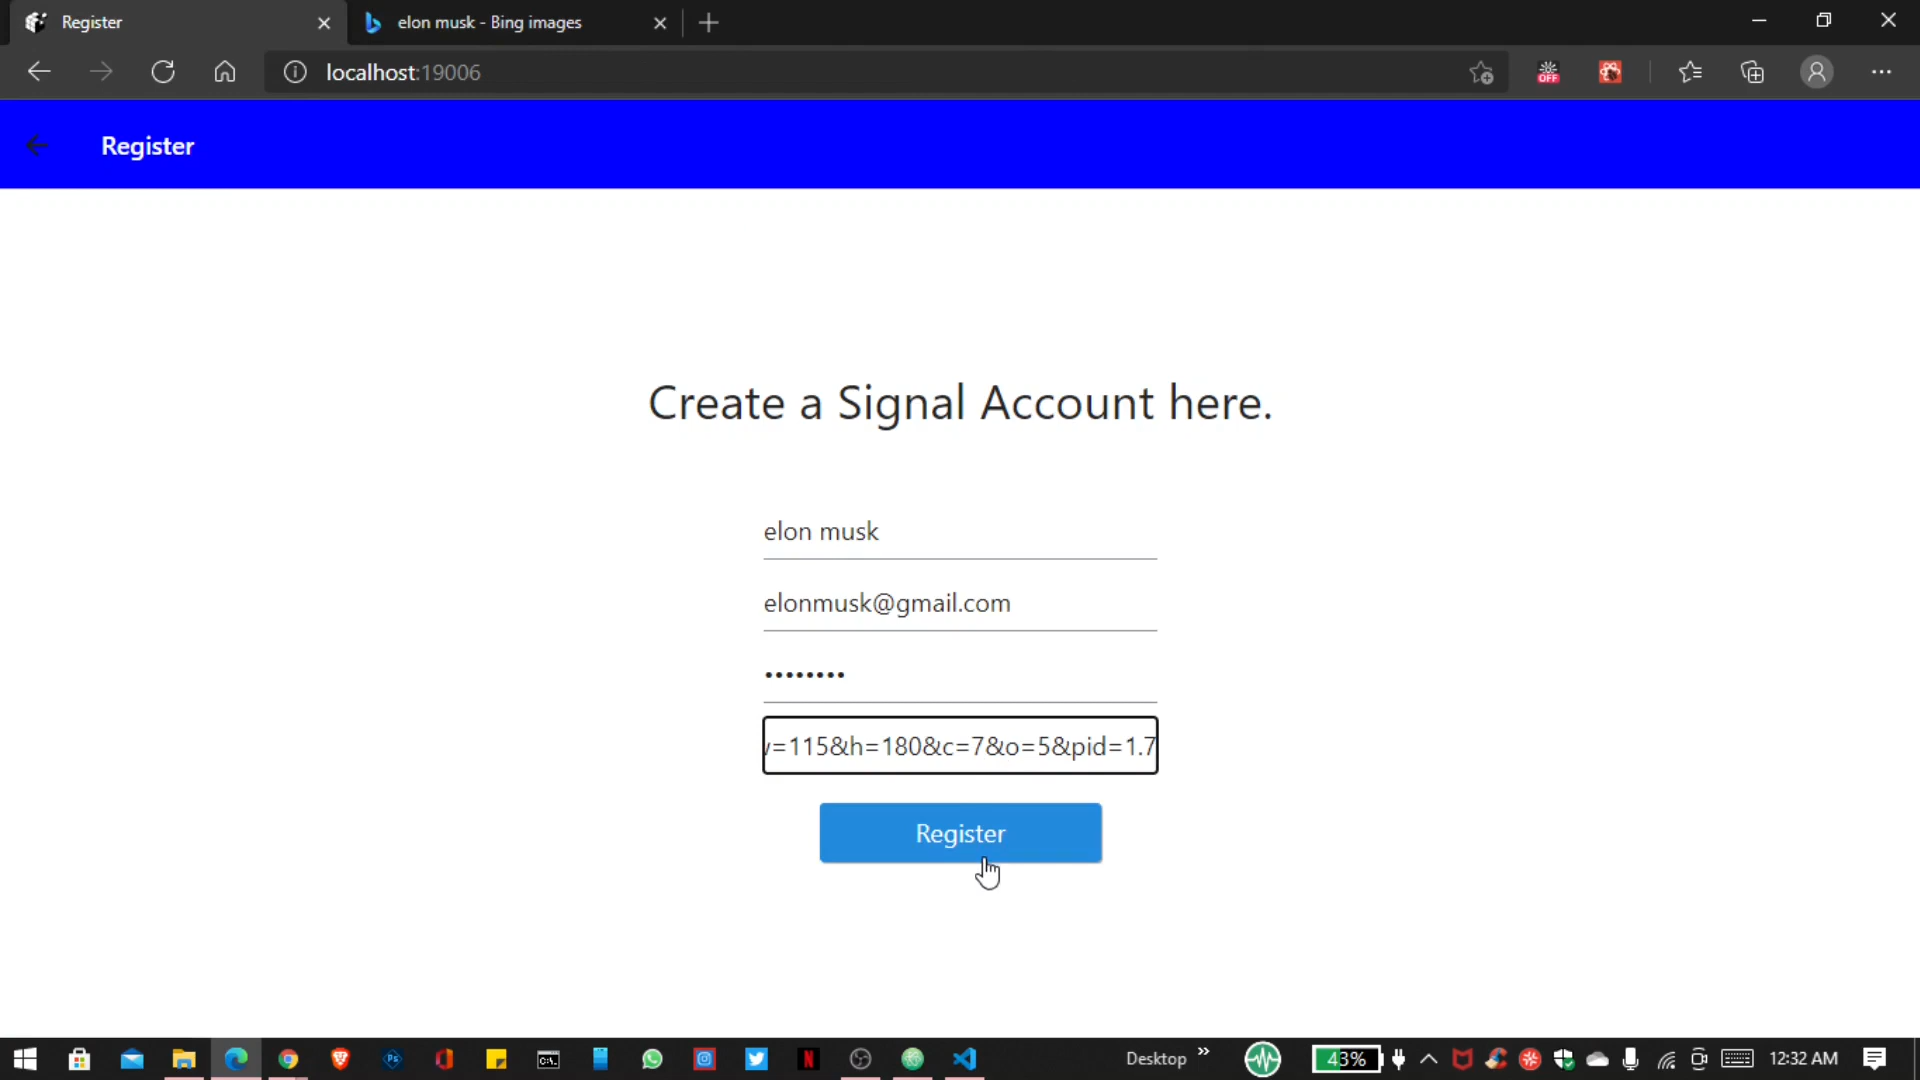 Register
elon musk - Bing images
localhost:19006
OFF
Register
Create a Signal Account here.
elon musk
elonmusk@gmail.com
=115&h=180&c=7&o=5&pid=1.7
Register
Desktop
43%
12:32 AM